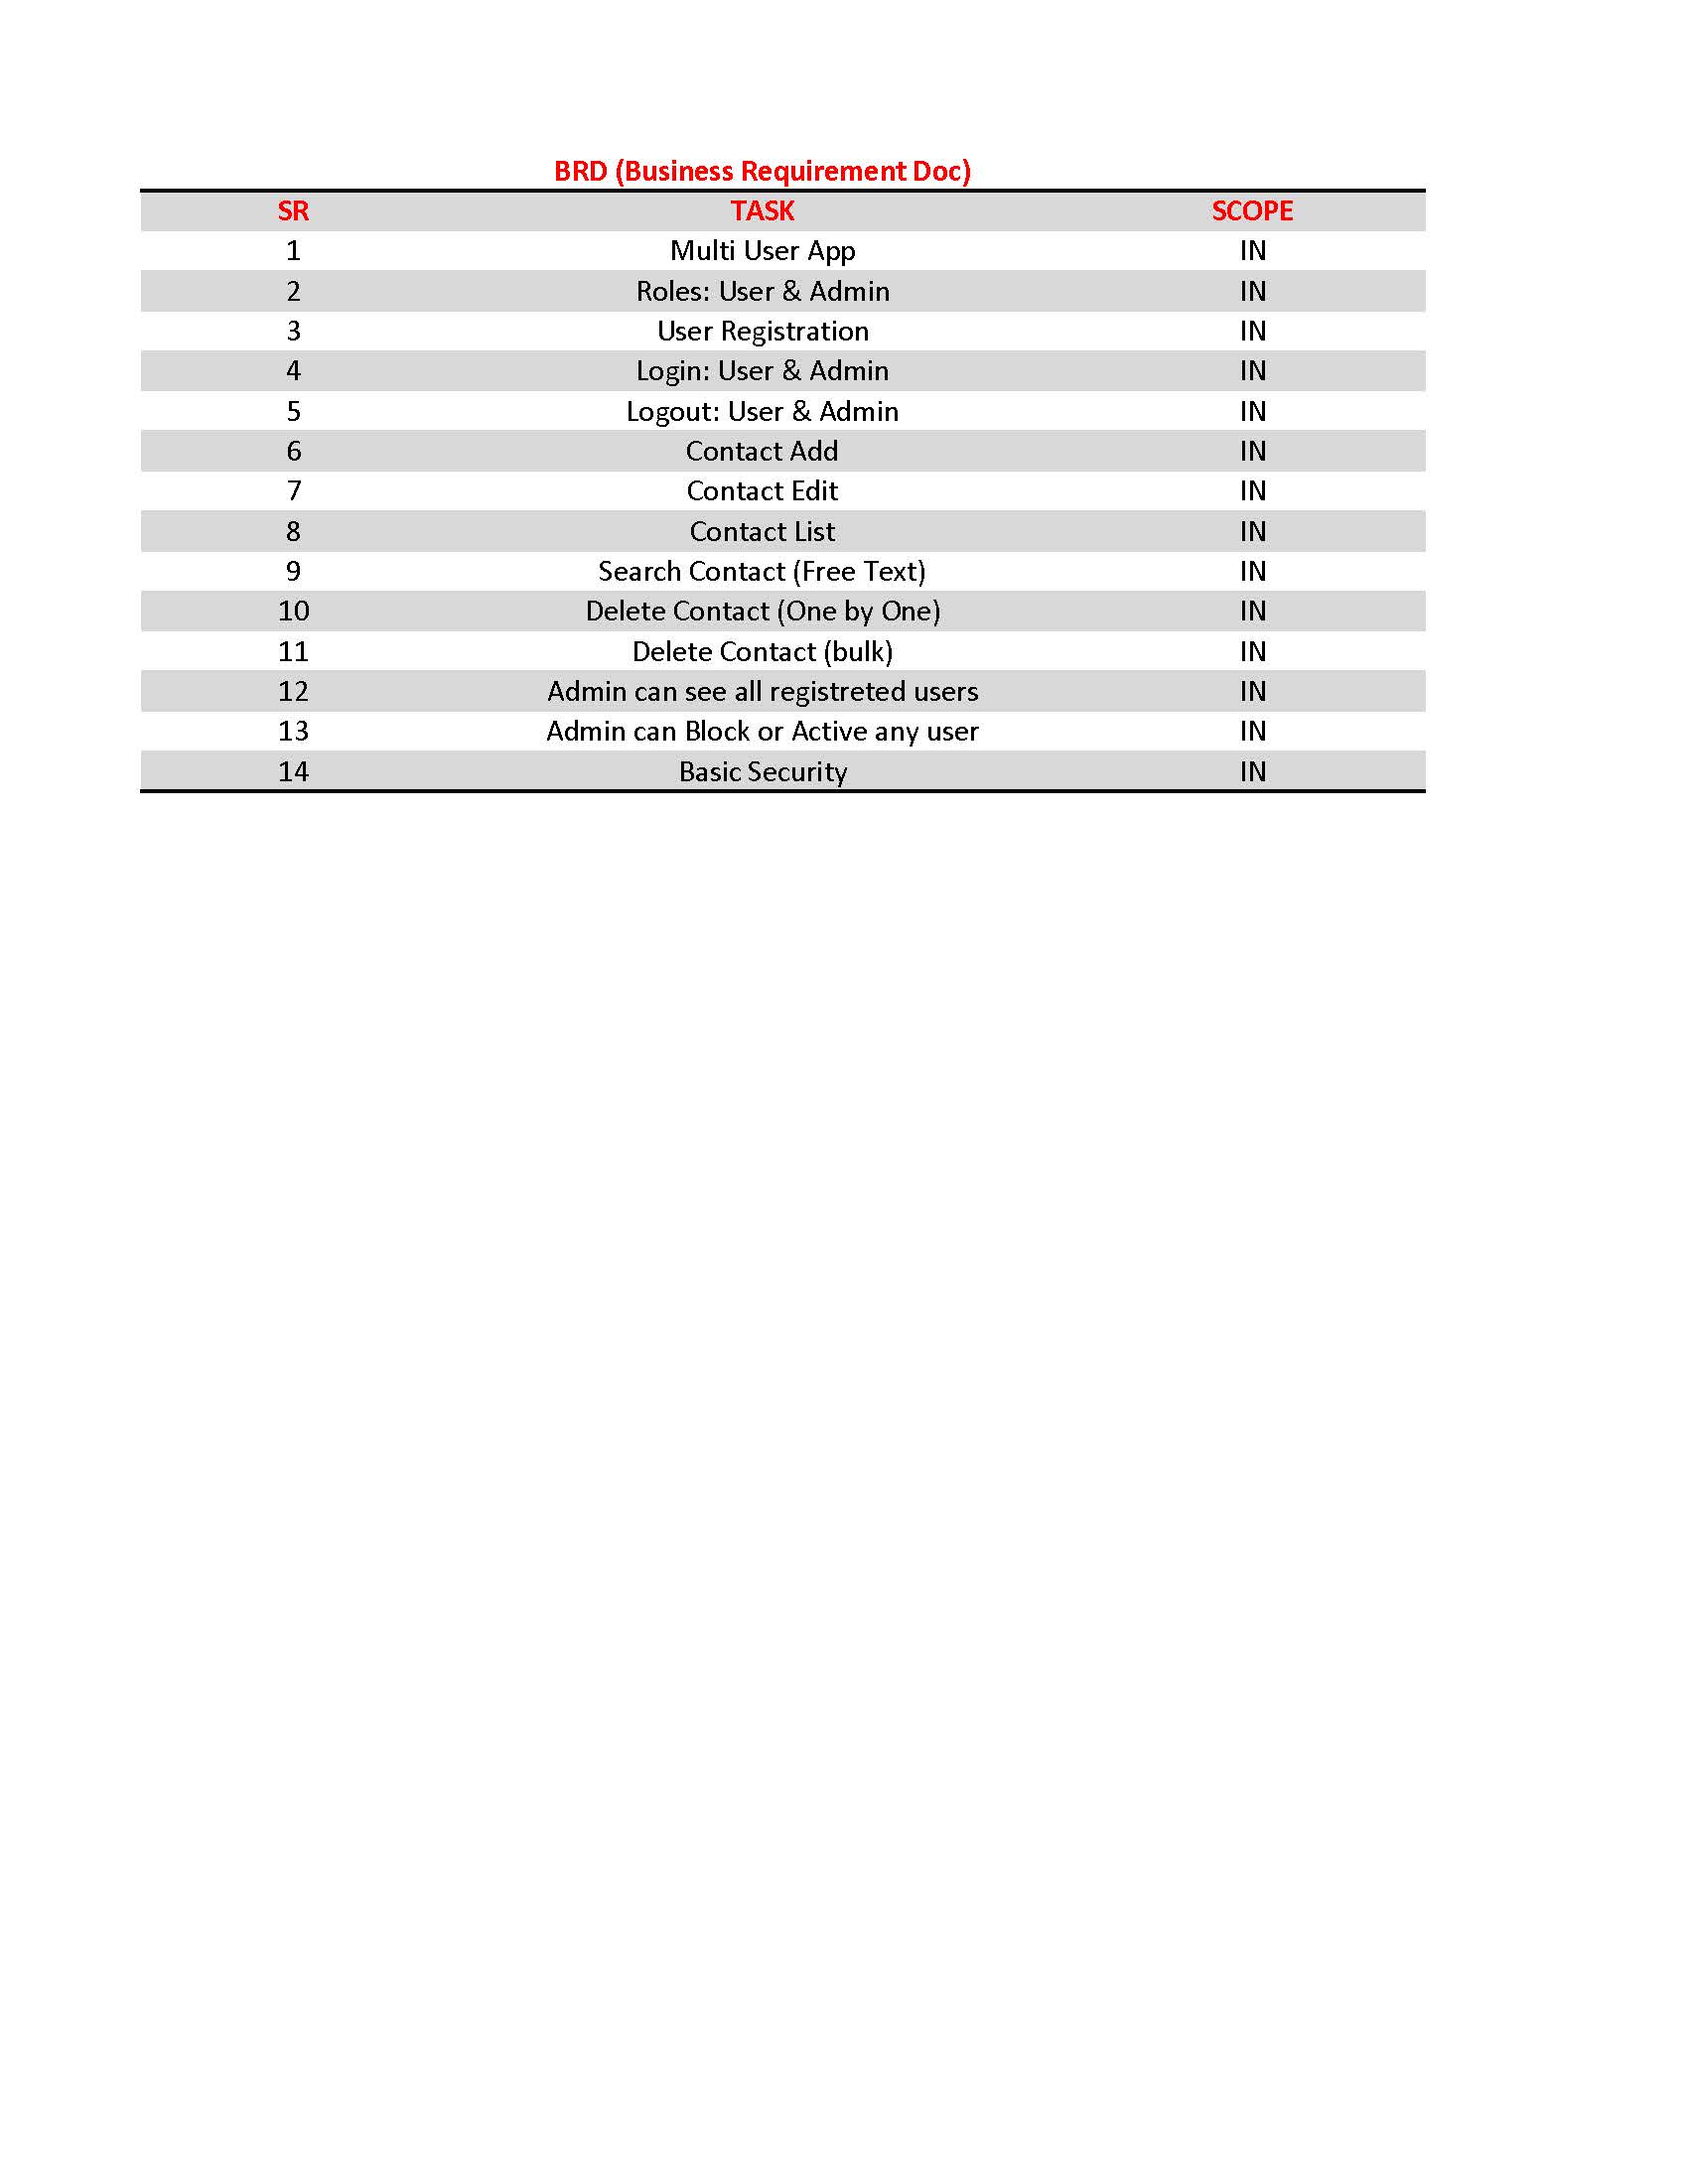 BRD (Business Requirement Doc)
SR TASK SCOPE
1 Multi User App IN
2 Roles: User & Admin IN
3 User Registration IN
4 Login: User & Admin IN
5 Logout: User & Admin IN
6 Contact Add IN
7 Contact Edit IN
8 Contact List IN
9 Search Contact (Free Text) IN
10 Delete Contact (One by One) IN
11 Delete Contact (bulk) IN
12 Admin can see all registreted users IN
13 Admin can Block or Active any user IN
14 Basic Security IN